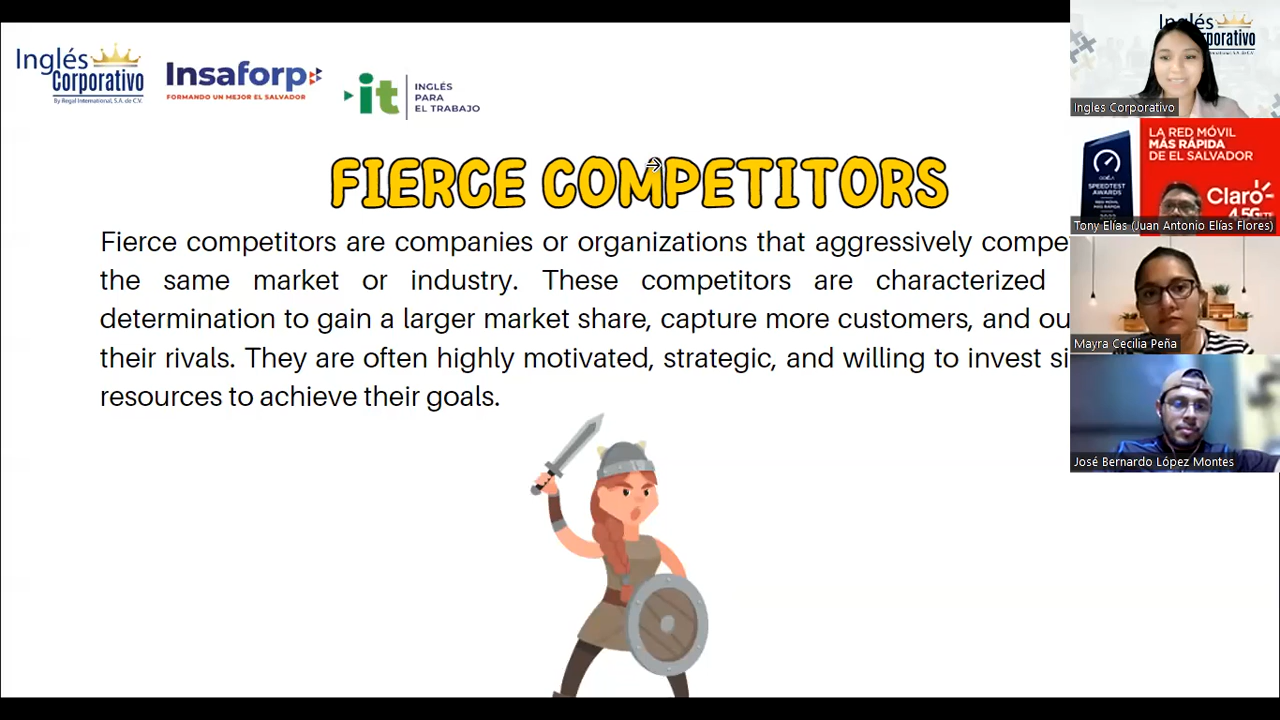 Inglés
Corporativo
By Regal International, S.A. de C.V.
Insaforp
FORMANDO UN MEJOR EL SALVADOR
it
INGLÉS
PARA
EL TRABAJO
FIERCE COMPETITORS
Fierce competitors are companies or organizations that aggressively compe
the same market or industry. These competitors are characterized
determination to gain a larger market share, capture more customers, and ou
their rivals. They are often highly motivated, strategic, and willing to invest si
resources to achieve their goals.
Inglés
rporativo
Ingles Corporativo
LA RED MÓVIL
MÁS RÁPIDA
DE EL SALVADOR
SPEEDTEST
AWARDS
Claro
4.5G
Tony Elías (Juan Antonio Elías Flores)
Mayra Cecilia Peña
José Bernardo López Montes